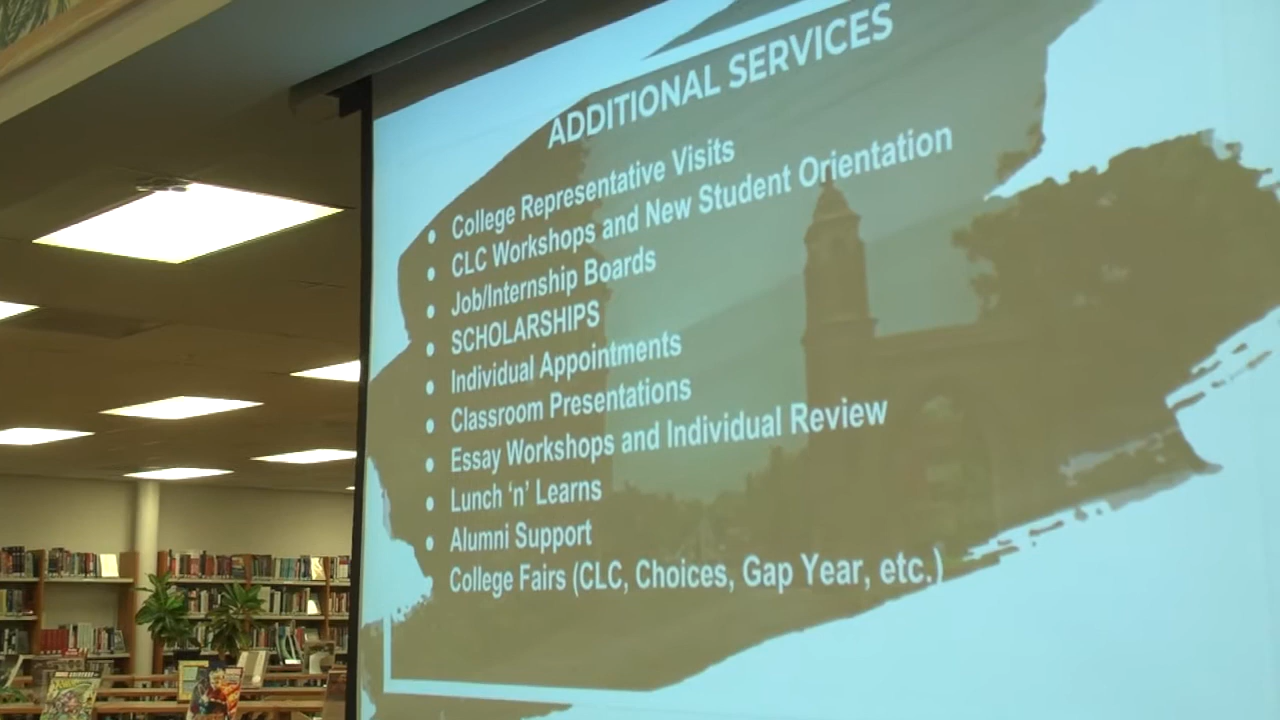 ADDITIONAL SERVICES
• College Representative Visits
• CLC Workshops and New Student Orientation
• Job/Internship Boards
• SCHOLARSHIPS
• Individual Appointments
• Classroom Presentations
• Essay Workshops and Individual Review
• Lunch ‘n’ Learns
• Alumni Support
College Fairs (CLC, Choices, Gap Year, etc.)